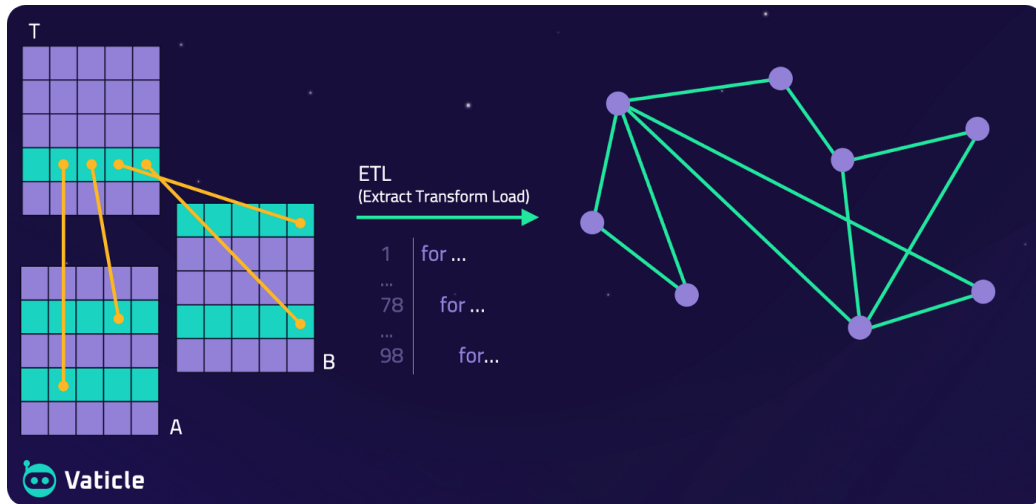 T
A
B
ETL
(Extract Transform Load)
1 for ...
...
78 for ...
...
98 for...
Vaticle